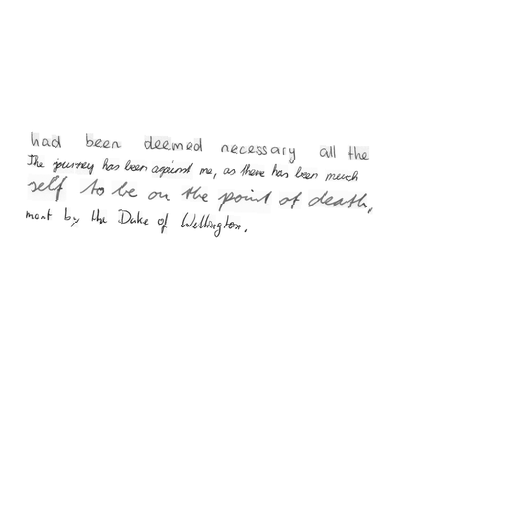 had been deemed necessary all the
The journey has been against me, as there has been much
self to be on the point of death,
ment by the Duke of Wellington.